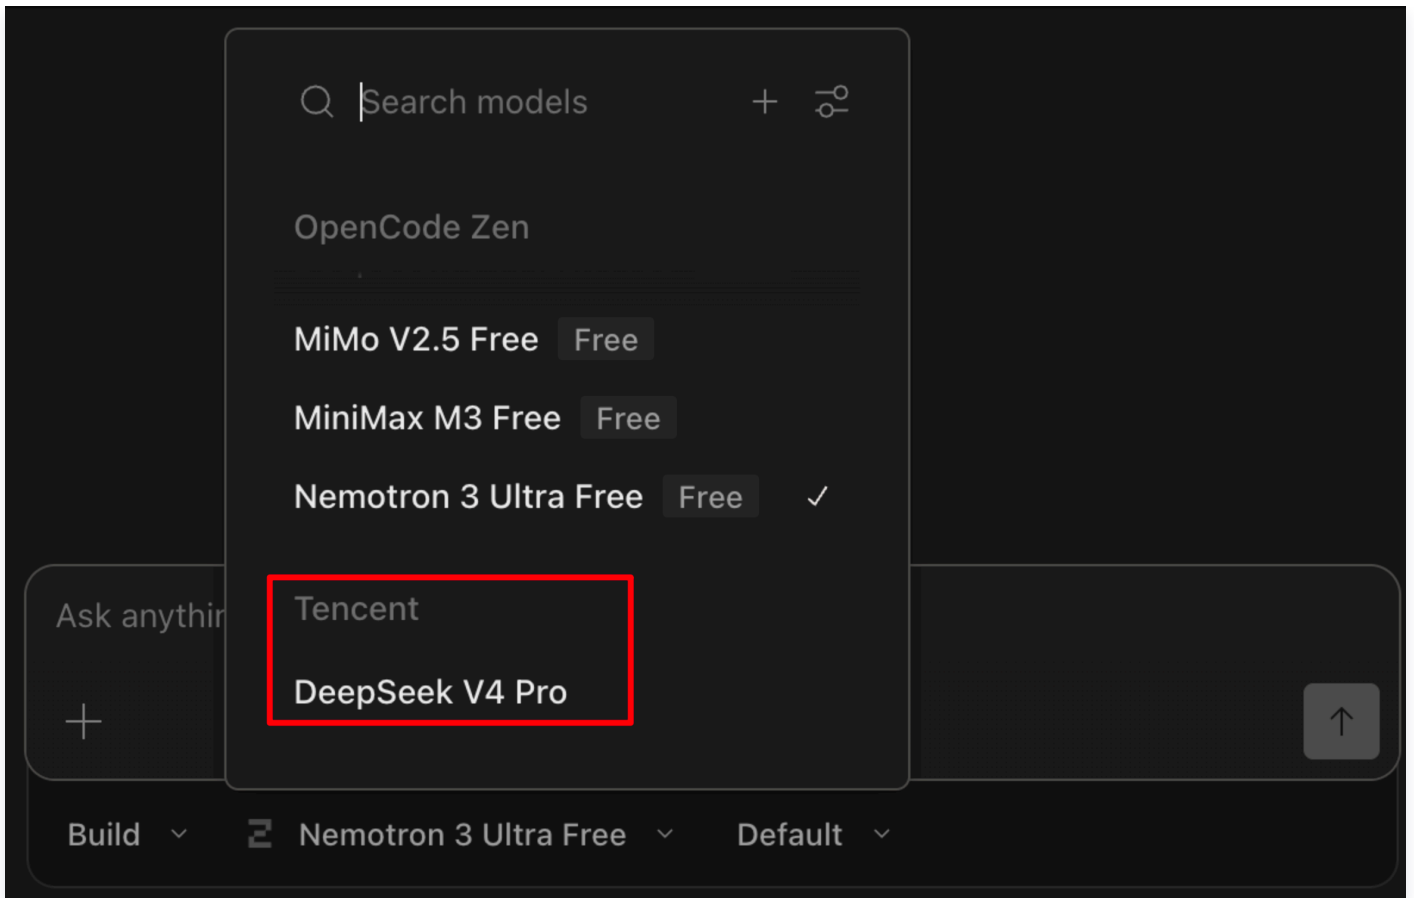 Search models
OpenCode Zen
MiMo V2.5 Free Free
MiniMax M3 Free Free
Nemotron 3 Ultra Free Free
Tencent
DeepSeek V4 Pro
Ask
Build Nemotron 3 Ultra Free Default